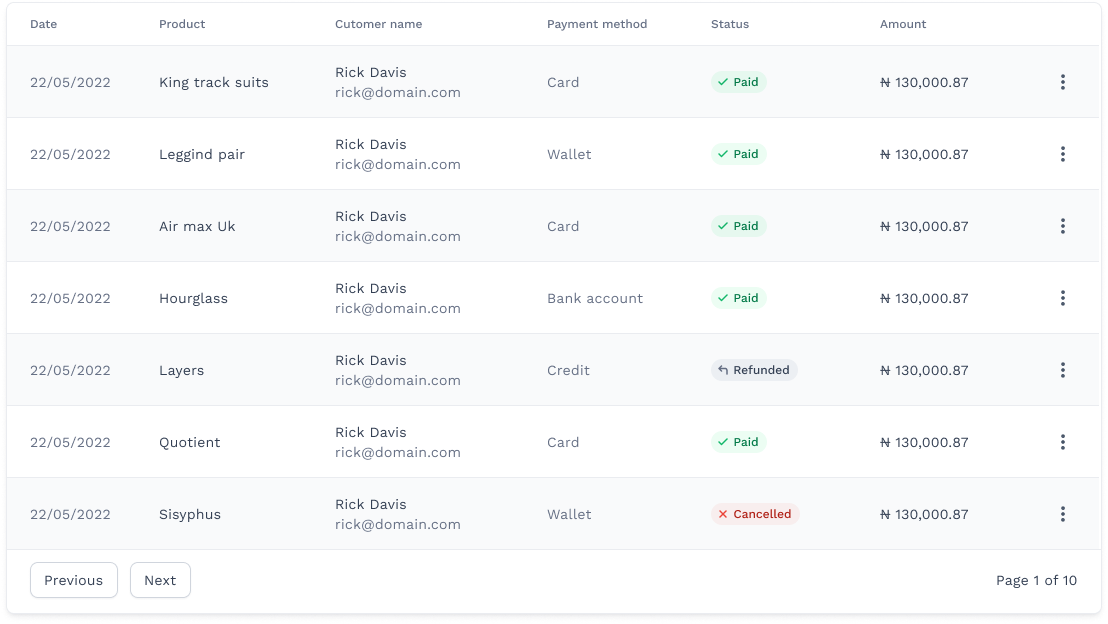 Date Product Cutomer name Payment method Status Amount
22/05/2022 King track suits Rick Davis Card Paid ₦ 130,000.87
rick@domain.com
22/05/2022 Leggind pair Rick Davis Wallet Paid ₦ 130,000.87
rick@domain.com
22/05/2022 Air max Uk Rick Davis Card Paid ₦ 130,000.87
rick@domain.com
22/05/2022 Hourglass Rick Davis Bank account Paid ₦ 130,000.87
rick@domain.com
22/05/2022 Layers Rick Davis Credit Refunded ₦ 130,000.87
rick@domain.com
22/05/2022 Quotient Rick Davis Card Paid ₦ 130,000.87
rick@domain.com
22/05/2022 Sisyphus Rick Davis Wallet Cancelled ₦ 130,000.87
rick@domain.com
Previous Next Page 1 of 10